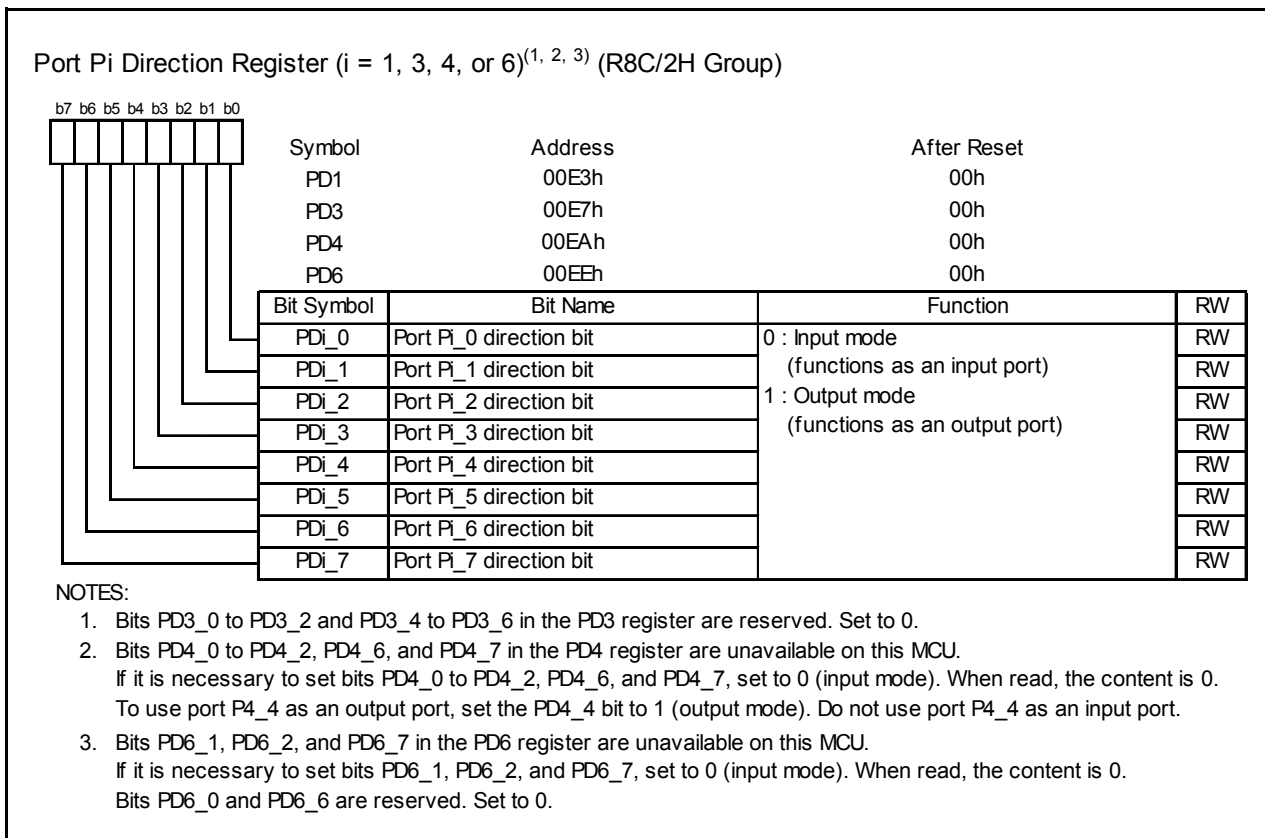 Port Pi Direction Register (i = 1, 3, 4, or 6)(1, 2, 3) (R8C/2H Group)
b7 b6 b5 b4 b3 b2 b1 b0
Symbol Address After Reset
PD1 00E3h 00h
PD3 00E7h 00h
PD4 00EAh 00h
PD6 00EEh 00h
Bit Symbol Bit Name Function RW
PDi_0 Port Pi_0 direction bit 0 : Input mode RW
PDi_1 Port Pi_1 direction bit (functions as an input port) RW
PDi_2 Port Pi_2 direction bit 1 : Output mode RW
PDi_3 Port Pi_3 direction bit (functions as an output port) RW
PDi_4 Port Pi_4 direction bit RW
PDi_5 Port Pi_5 direction bit RW
PDi_6 Port Pi_6 direction bit RW
PDi_7 Port Pi_7 direction bit RW
NOTES:
1. Bits PD3_0 to PD3_2 and PD3_4 to PD3_6 in the PD3 register are reserved. Set to 0.
2. Bits PD4_0 to PD4_2, PD4_6, and PD4_7 in the PD4 register are unavailable on this MCU.
If it is necessary to set bits PD4_0 to PD4_2, PD4_6, and PD4_7, set to 0 (input mode). When read, the content is 0.
To use port P4_4 as an output port, set the PD4_4 bit to 1 (output mode). Do not use port P4_4 as an input port.
3. Bits PD6_1, PD6_2, and PD6_7 in the PD6 register are unavailable on this MCU.
If it is necessary to set bits PD6_1, PD6_2, and PD6_7, set to 0 (input mode). When read, the content is 0.
Bits PD6_0 and PD6_6 are reserved. Set to 0.